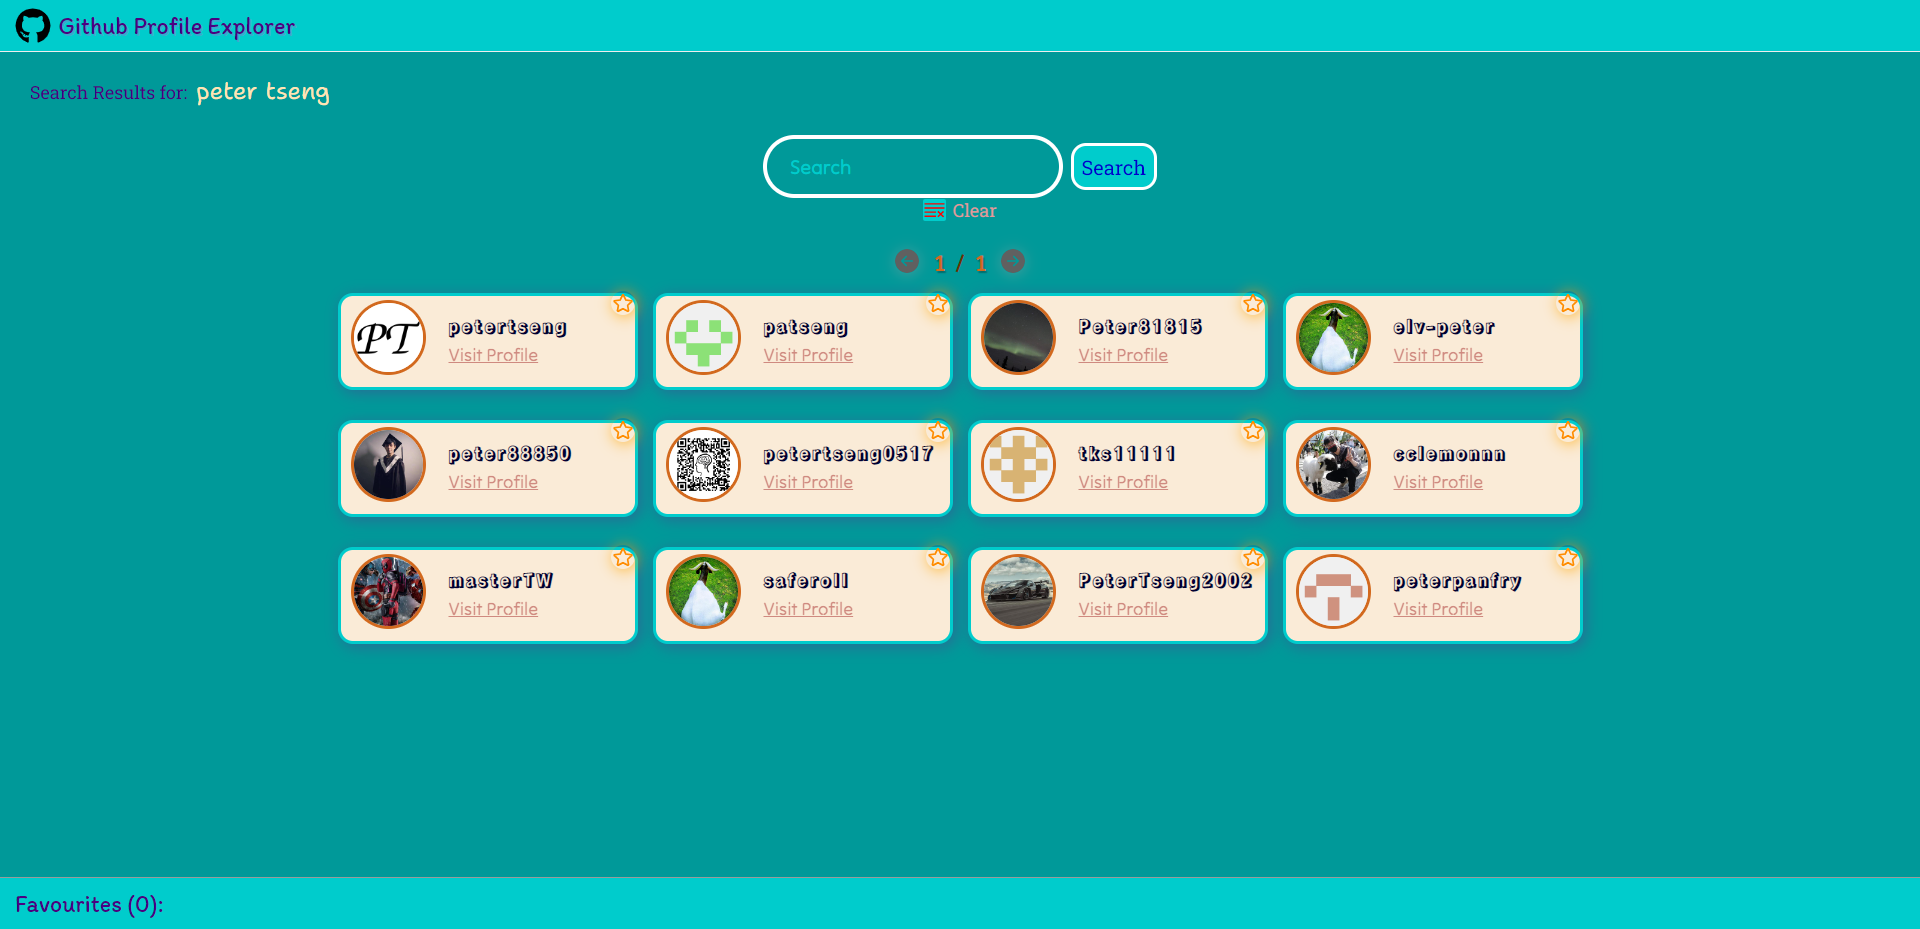 Github Profile Explorer
Search Results for: peter tseng
Search Search
Clear
1 / 1
PT petertseng patseng Peter81815 elv-peter
Visit Profile Visit Profile Visit Profile Visit Profile
peter88850 petertseng0517 tks11111 cclemonnn
Visit Profile Visit Profile Visit Profile Visit Profile
masterTW saferoll PeterTseng2002 peterpanfry
Visit Profile Visit Profile Visit Profile Visit Profile
Favourites (0):